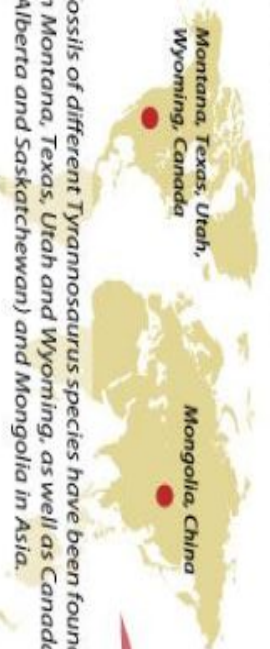 Montana, Texas, Utah,
Wyoming, Canada
Mongolia, China
ossils of different Tyrannosaurus species have been foun
Montana, Texas, Utah and Wyoming, as well as Canad
Alberta and Saskatchewan) and Mongolia in Asia.